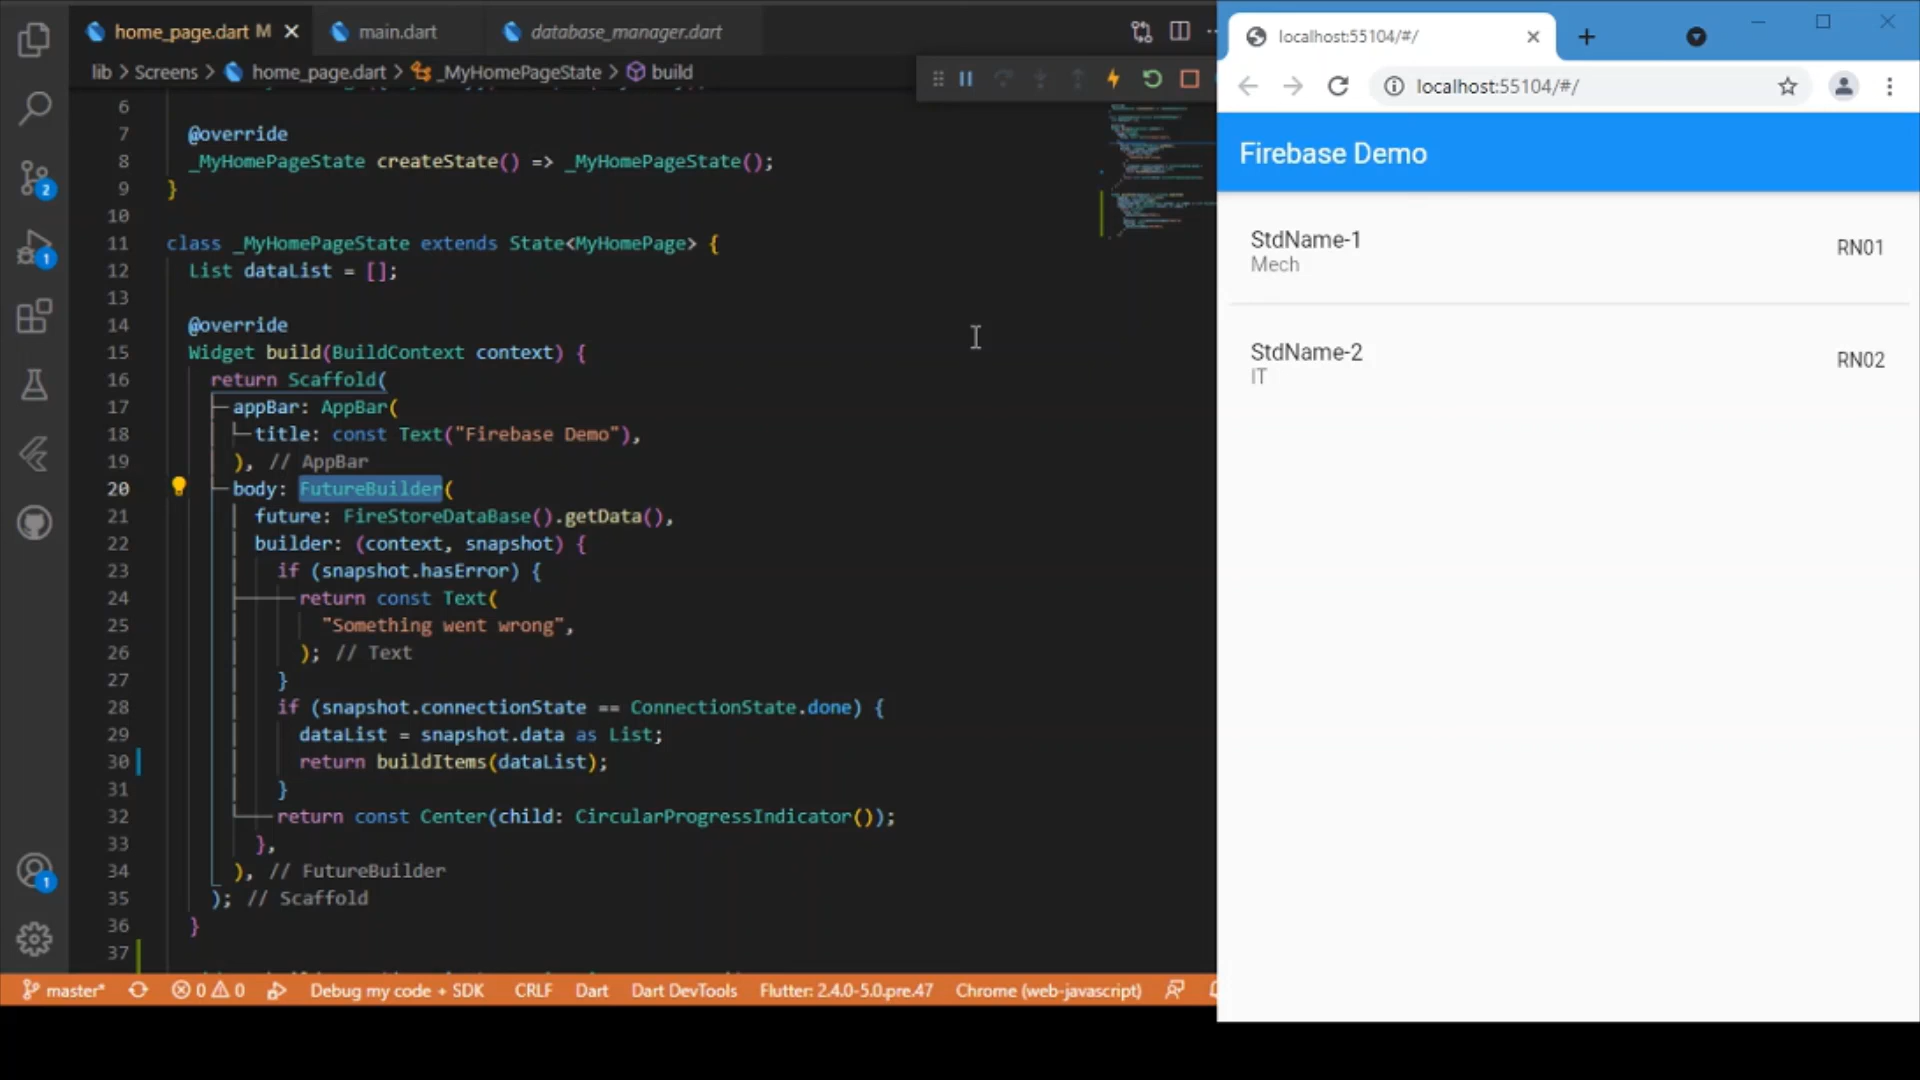 home_page.dart M
main.dart
database_manager.dart
lib > Screens > home_page.dart > _MyHomePageState > build
6
7 @override
8 _MyHomePageState createState() => _MyHomePageState();
9 }
10
11 class _MyHomePageState extends State<MyHomePage> {
12 List dataList = [];
13
14 @override
15 Widget build(BuildContext context) {
16 return Scaffold(
17 appBar: AppBar(
18 title: const Text("Firebase Demo"),
19 ), // AppBar
20 body: FutureBuilder(
21 future: FireStoreDataBase().getData(),
22 builder: (context, snapshot) {
23 if (snapshot.hasError) {
24 return const Text(
25 "Something went wrong",
26 ); // Text
27 }
28 if (snapshot.connectionState == ConnectionState.done) {
29 dataList = snapshot.data as List;
30 return buildItems(dataList);
31 }
32 return const Center(child: CircularProgressIndicator());
33 },
34 ), // FutureBuilder
35 ); // Scaffold
36 }
37
2
1
1
master* 0 0 Debug my code + SDK CRLF Dart Dart DevTools Flutter: 2.4.0-5.0.pre.47 Chrome (web-javascript)
localhost:55104/#/
localhost:55104/#/
Firebase Demo
StdName-1
Mech
RN01
StdName-2
IT
RN02